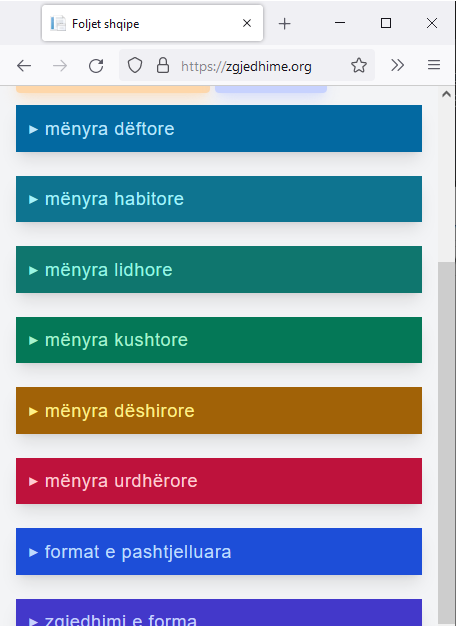 Foljet shqipe
https://zgjedhime.org
▸ mënyra dëftore
▸ mënyra habitore
▸ mënyra lidhore
▸ mënyra kushtore
▸ mënyra dëshirore
▸ mënyra urdhërore
▸ format e pashtjelluara
▸ zgjedhimi e forma